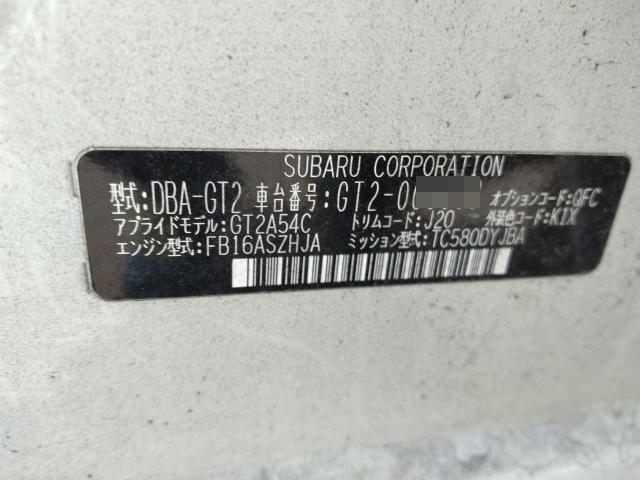 SUBARU CORPORATION
型式:DBA-GT2 車台番号:GT2-0 オプションコード:QFC
アプライドモデル:GT2A54C トリムコード:J20 外装色コード:K1X
エンジン型式:FB16ASZHJA ミッション型式:TC580DYJBA